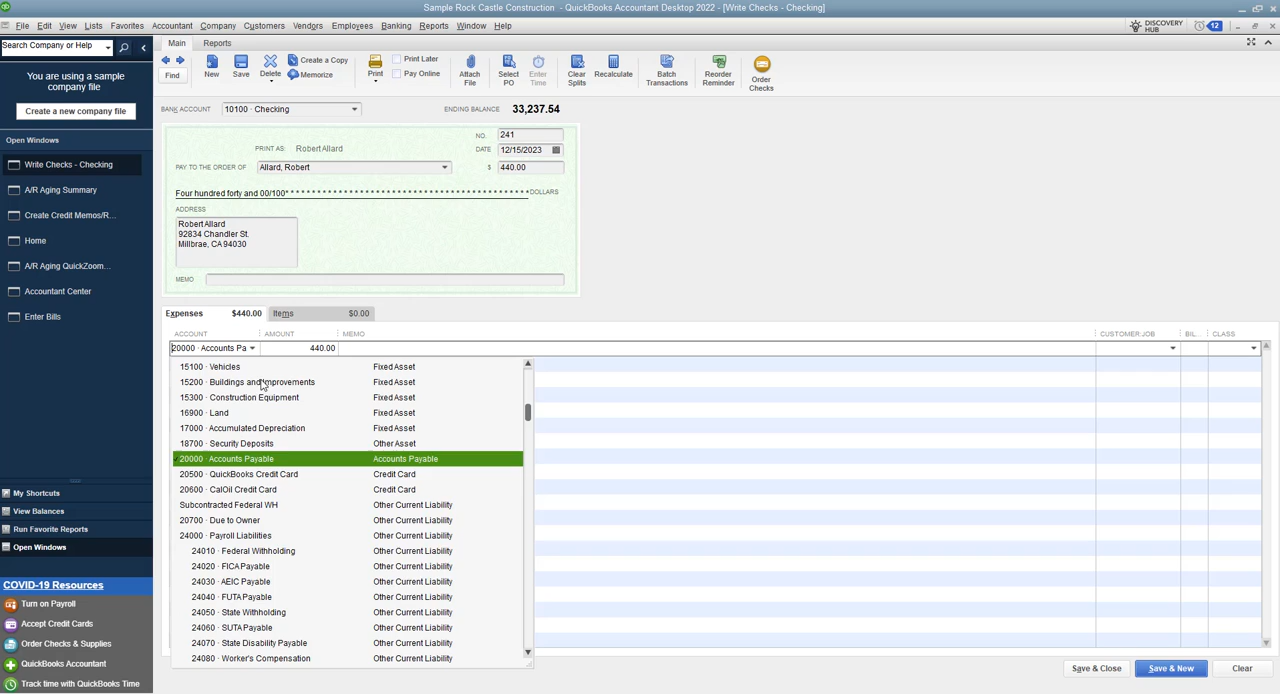 Sample Rock Castle Construction - QuickBooks Accountant Desktop 2022 - [Write Checks - Checking]
File Edit View Lists Favorites Accountant Company Customers Vendors Employees Banking Reports Window Help
DISCOVERY HUB 12
Search Company or Help
You are using a sample company file
Create a new company file
Open Windows
Write Checks - Checking
A/R Aging Summary
Create Credit Memos/R...
Home
A/R Aging QuickZoom...
Accountant Center
Enter Bills
My Shortcuts
View Balances
Run Favorite Reports
Open Windows
COVID-19 Resources
Turn on Payroll
Accept Credit Cards
Order Checks & Supplies
QuickBooks Accountant
Track time with QuickBooks Time
Main Reports
Find New Save Delete Create a Copy Memorize Print Print Later Pay Online Attach File Select PO Enter Time Clear Splits Recalculate Batch Transactions Reorder Reminder Order Checks
BANK ACCOUNT 10100 · Checking ENDING BALANCE 33,237.54
NO. 241
PRINT AS: Robert Allard DATE 12/15/2023
PAY TO THE ORDER OF Allard, Robert $ 440.00
Four hundred forty and 00/100* * * * * * * * * * * * * * * * * * * * * * * * * * * * * * * * * * * * * * * * * * DOLLARS
ADDRESS
Robert Allard
92834 Chandler St.
Millbrae, CA 94030
MEMO
Expenses $440.00 Items $0.00
ACCOUNT AMOUNT MEMO CUSTOMER:JOB BIL... CLASS
20000 · Accounts Pa 440.00
15100 · Vehicles Fixed Asset
15200 · Buildings and Improvements Fixed Asset
15300 · Construction Equipment Fixed Asset
16900 · Land Fixed Asset
17000 · Accumulated Depreciation Fixed Asset
18700 · Security Deposits Other Asset
20000 · Accounts Payable Accounts Payable
20500 · QuickBooks Credit Card Credit Card
20600 · CalOil Credit Card Credit Card
Subcontracted Federal WH Other Current Liability
20700 · Due to Owner Other Current Liability
24000 · Payroll Liabilities Other Current Liability
24010 · Federal Withholding Other Current Liability
24020 · FICA Payable Other Current Liability
24030 · AEIC Payable Other Current Liability
24040 · FUTA Payable Other Current Liability
24050 · State Withholding Other Current Liability
24060 · SUTA Payable Other Current Liability
24070 · State Disability Payable Other Current Liability
24080 · Worker's Compensation Other Current Liability
Save & Close Save & New Clear